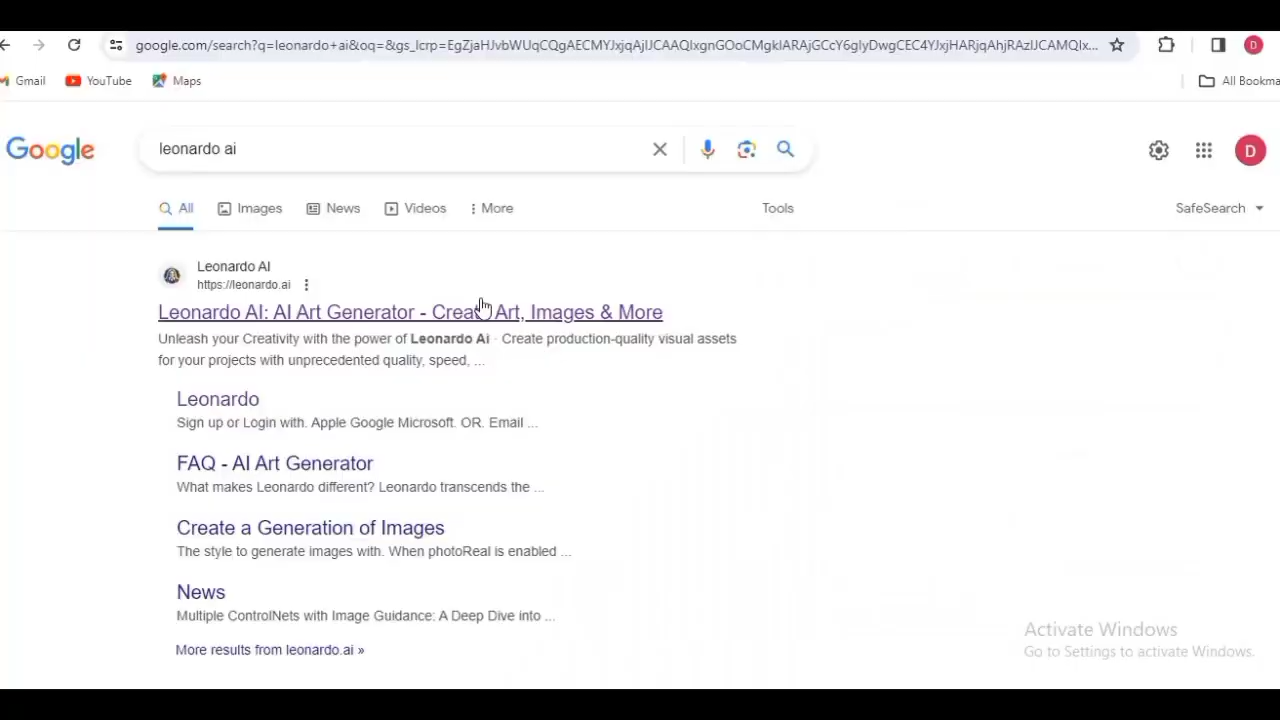 google.com/search?q=leonardo+ai&oq=&gs_lcrp=
Gmail YouTube Maps All Bookma
Google leonardo ai D
All Images News Videos More Tools SafeSearch
Leonardo AI
https://leonardo.ai
Leonardo AI: AI Art Generator - Create Art, Images & More
Unleash your Creativity with the power of Leonardo Ai · Create production-quality visual assets
for your projects with unprecedented quality, speed, ...
Leonardo
Sign up or Login with. Apple Google Microsoft. OR. Email ...
FAQ - AI Art Generator
What makes Leonardo different? Leonardo transcends the ...
Create a Generation of Images
The style to generate images with. When photoReal is enabled ...
News
Multiple ControlNets with Image Guidance: A Deep Dive into ...
More results from leonardo.ai »
Activate Windows
Go to Settings to activate Windows.